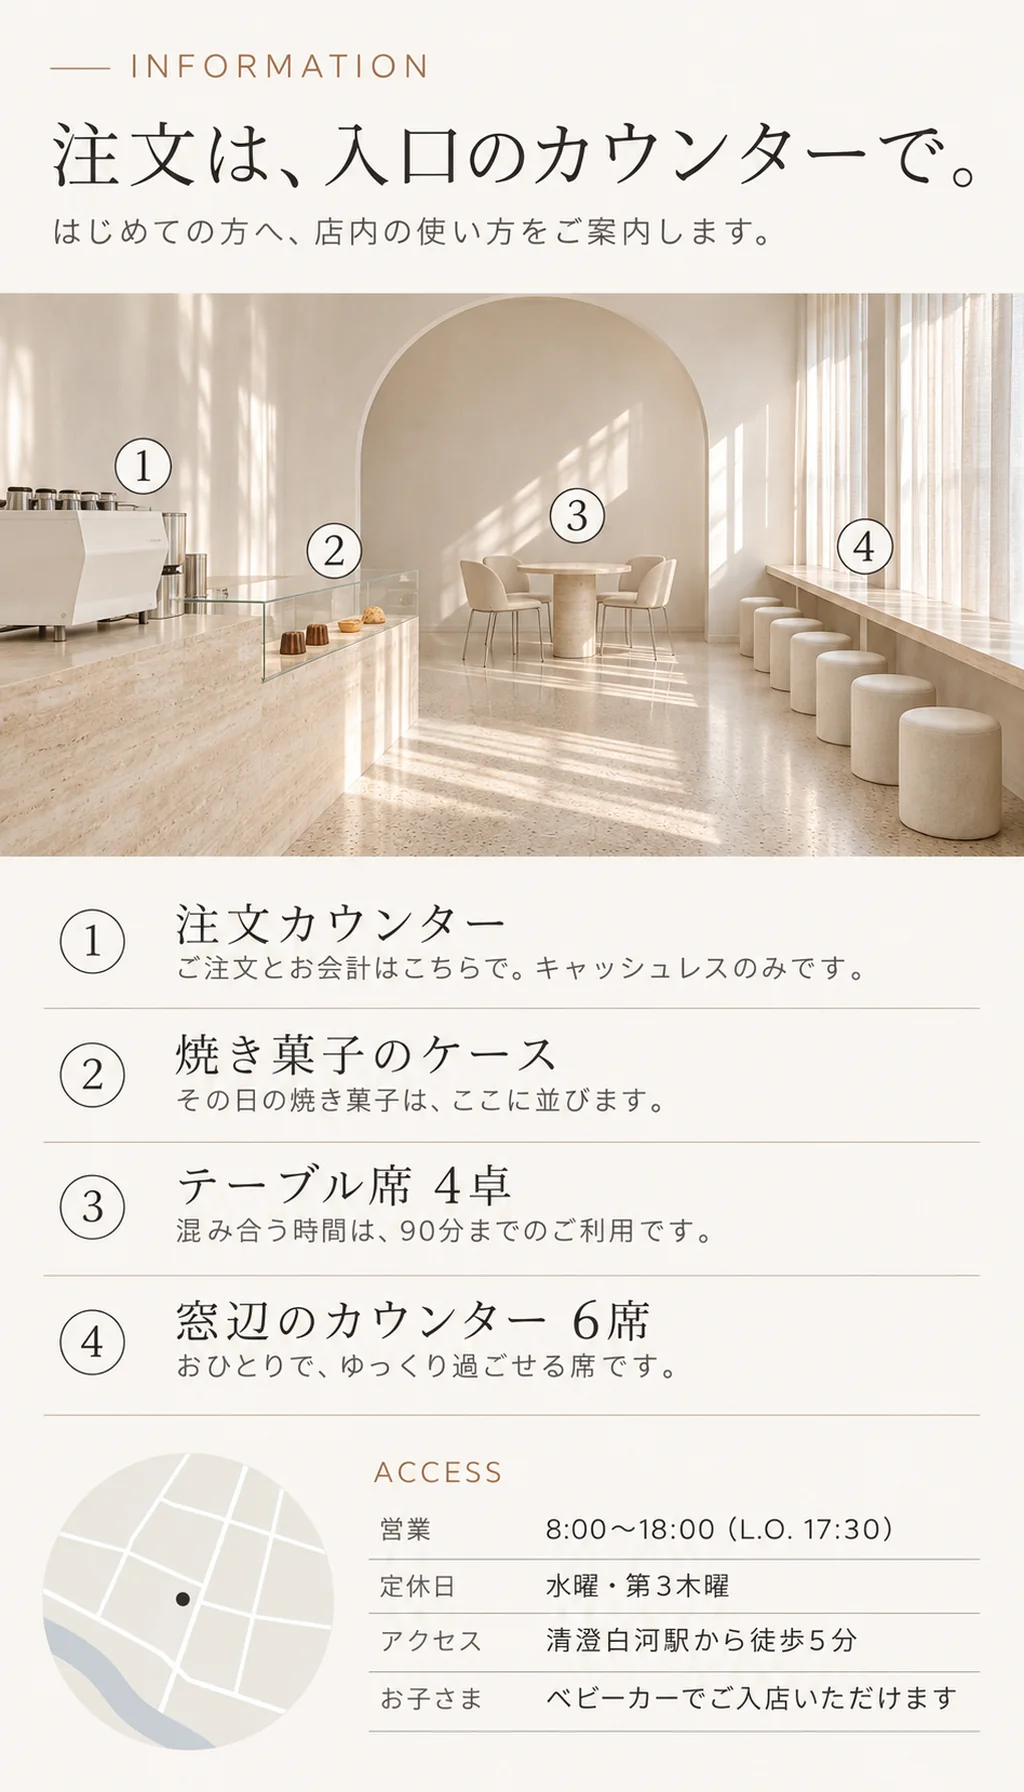 INFORMATION
注文は、入口のカウンターで。
はじめての方へ、店内の使い方をご案内します。
1
2
3
4
1
注文カウンター
ご注文とお会計はこちらで。キャッシュレスのみです。
2
焼き菓子のケース
その日の焼き菓子は、ここに並びます。
3
テーブル席 4卓
混み合う時間は、90分までのご利用です。
4
窓辺のカウンター 6席
おひとりで、ゆっくり過ごせる席です。
ACCESS
営業 8:00〜18:00（L.O. 17:30）
定休日 水曜・第3木曜
アクセス 清澄白河駅から徒歩5分
お子さま ベビーカーでご入店いただけます